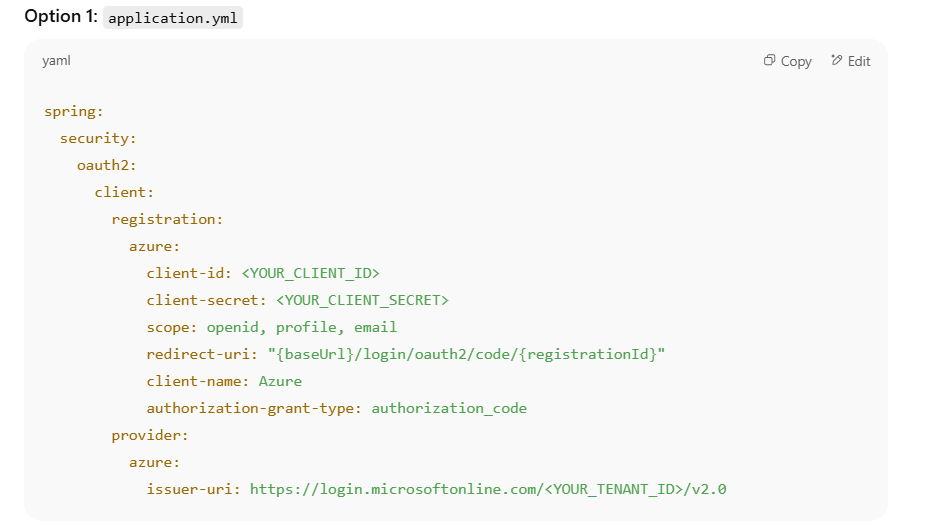 Option 1: application.yml
yaml
Copy
Edit
spring:
  security:
    oauth2:
      client:
        registration:
          azure:
            client-id: <YOUR_CLIENT_ID>
            client-secret: <YOUR_CLIENT_SECRET>
            scope: openid, profile, email
            redirect-uri: "{baseUrl}/login/oauth2/code/{registrationId}"
            client-name: Azure
            authorization-grant-type: authorization_code
        provider:
          azure:
            issuer-uri: https://login.microsoftonline.com/<YOUR_TENANT_ID>/v2.0